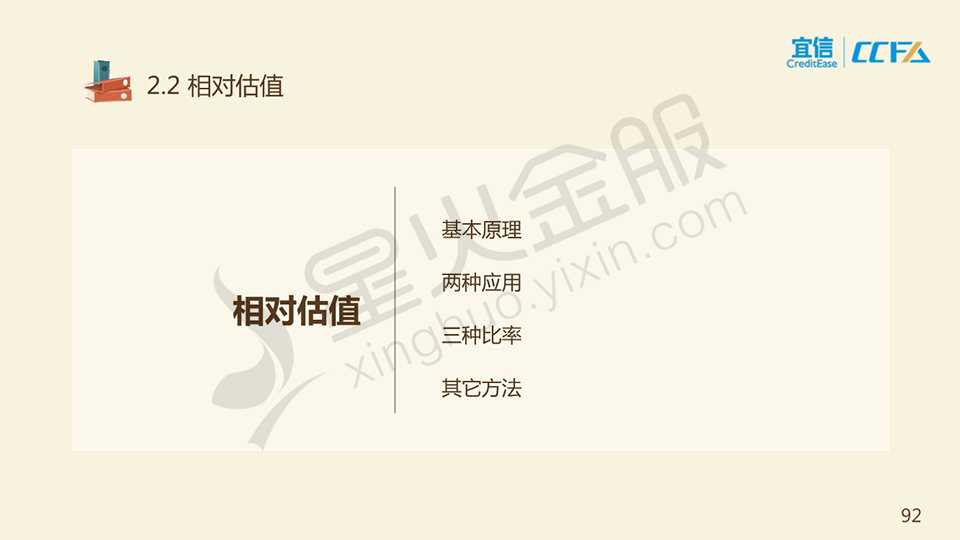 宜信
CreditEase
CCFA
2.2 相对估值
星火金服
xinghuo.yixin.com
相对估值
基本原理
两种应用
三种比率
其它方法
92